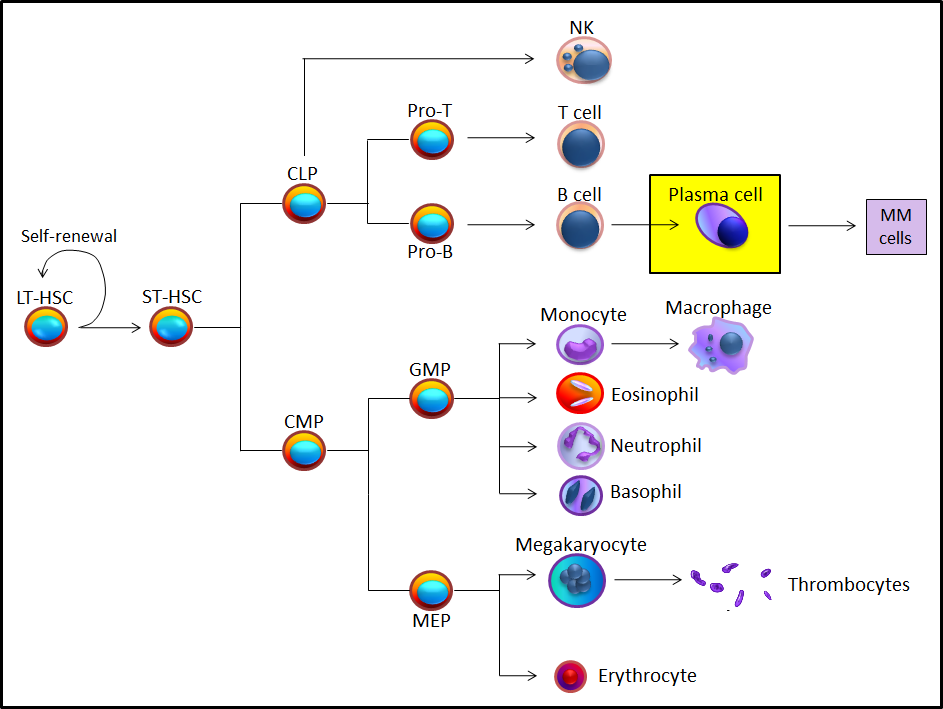 NK
Pro-T
T cell
CLP
B cell
Plasma cell
MM
cells
Pro-B
Self-renewal
LT-HSC
ST-HSC
Monocyte
Macrophage
GMP
Eosinophil
CMP
Neutrophil
Basophil
Megakaryocyte
Thrombocytes
MEP
Erythrocyte